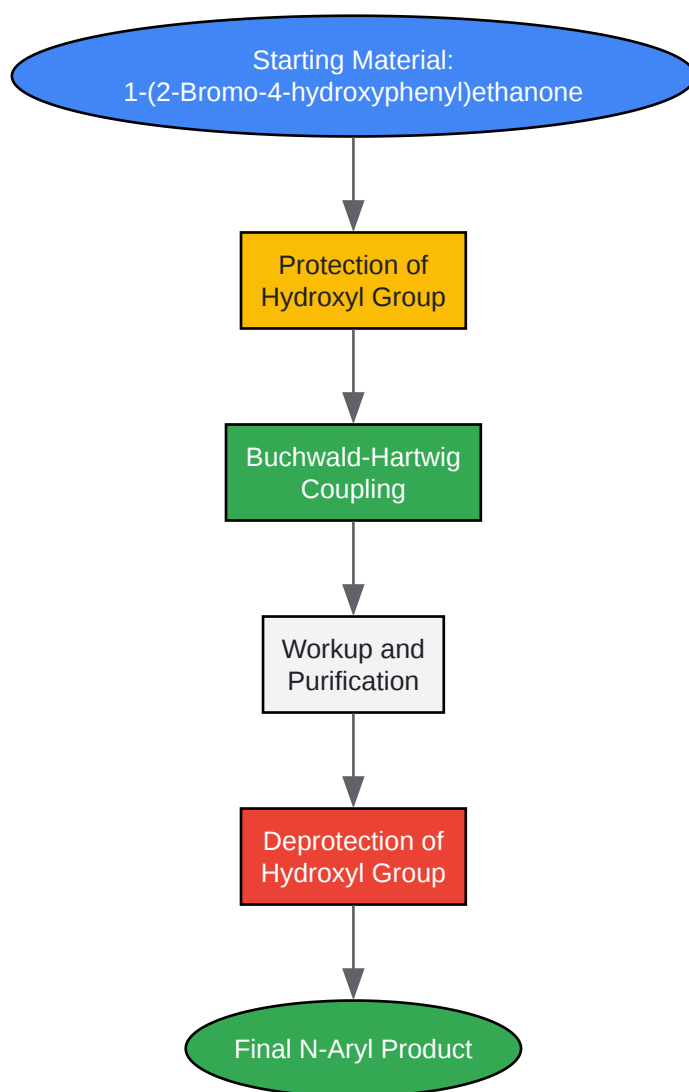 Starting Material:
1-(2-Bromo-4-hydroxyphenyl)ethanone
Protection of
Hydroxyl Group
Buchwald-Hartwig
Coupling
Workup and
Purification
Deprotection of
Hydroxyl Group
Final N-Aryl Product